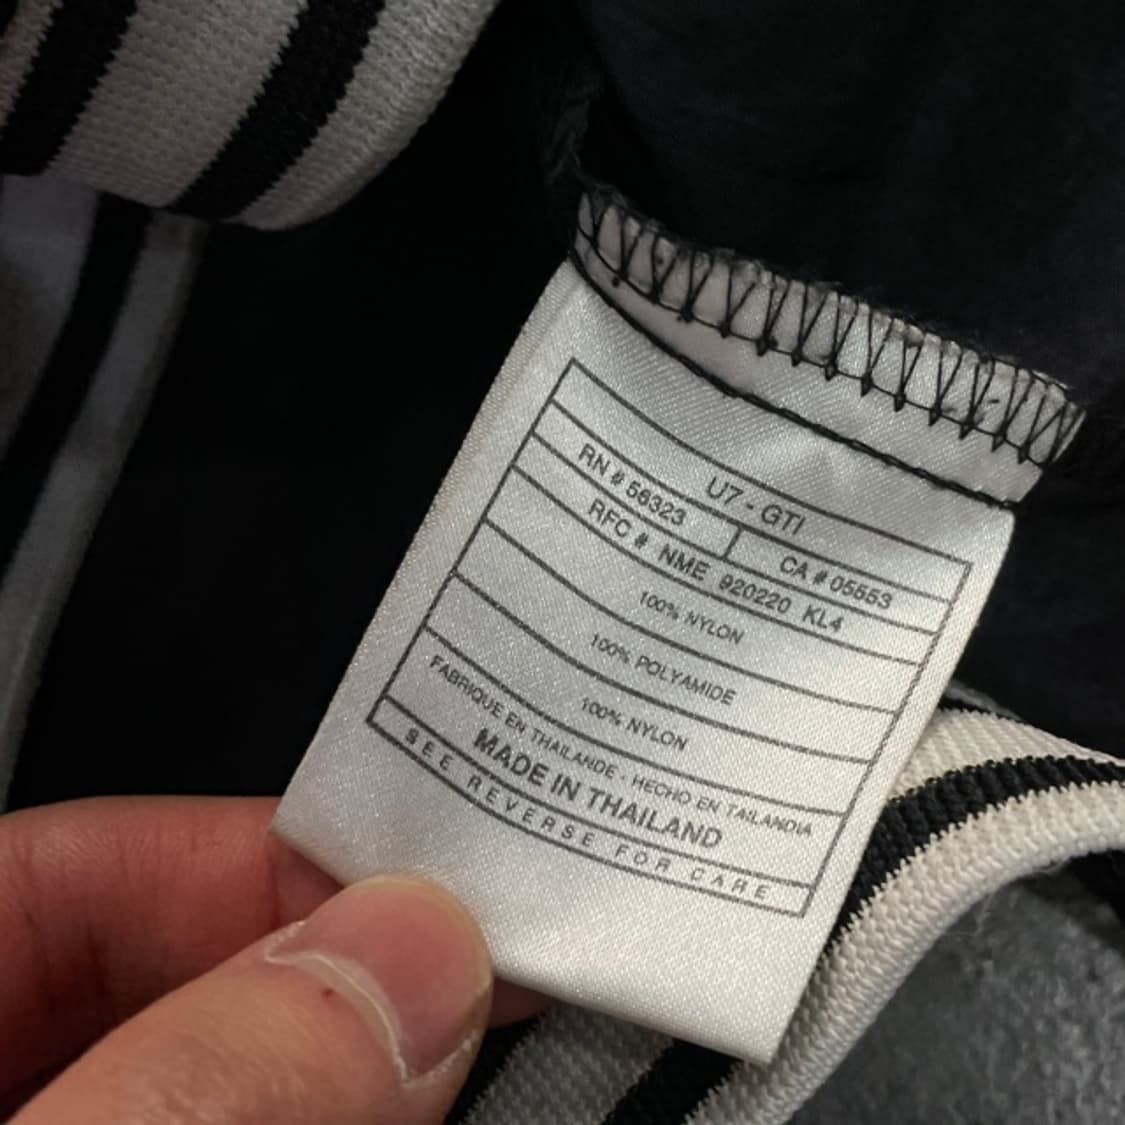 U7 - GTI
RN # 56323 CA # 05553
RFC # NME 920220 KL4
100% NYLON
100% POLYAMIDE
100% NYLON
FABRIQUE EN THAILANDE - HECHO EN TAILANDIA
MADE IN THAILAND
SEE REVERSE FOR CARE